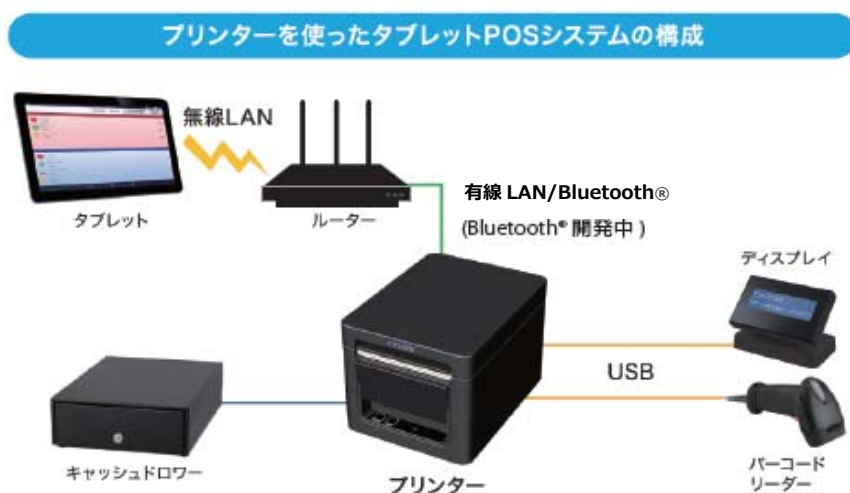 プリンターを使ったタブレットPOSシステムの構成
無線LAN
タブレット
ルーター
有線 LAN/Bluetooth®
(Bluetooth® 開発中 )
ディスプレイ
USB
キャッシュドロワー
プリンター
バーコード
リーダー